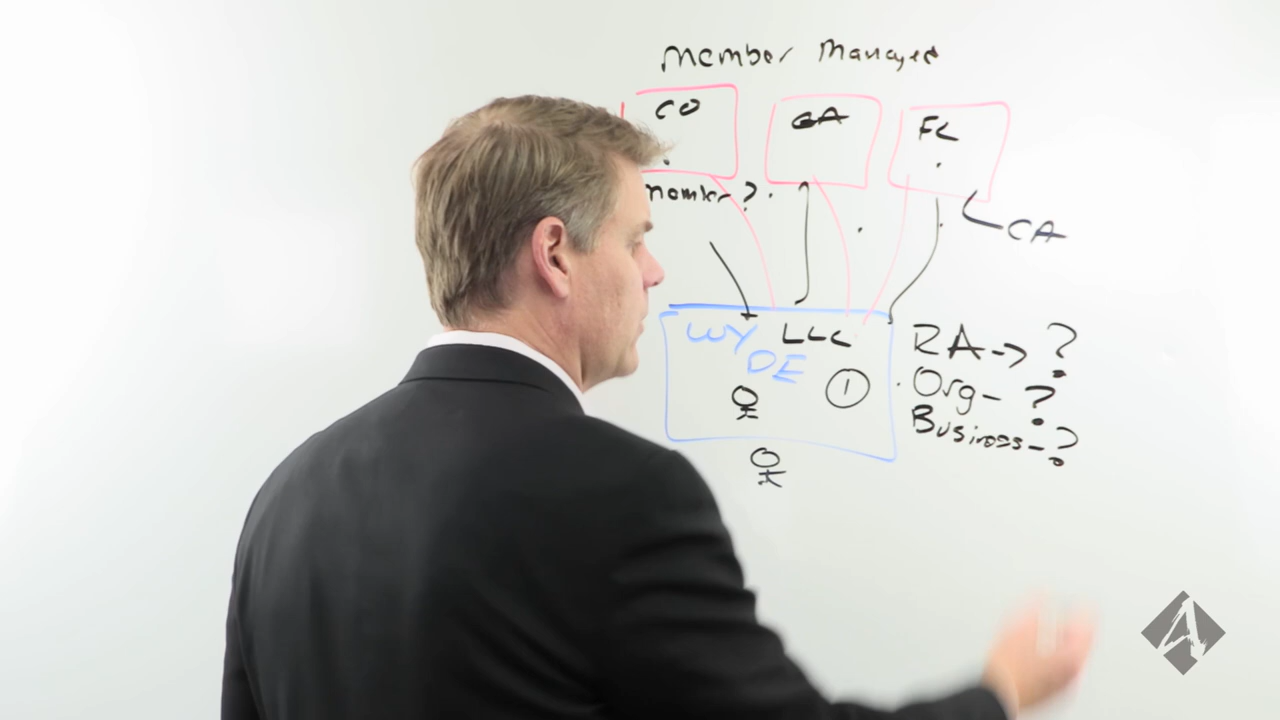 Member Managed
CO
GA
FL
member?
CA
WY LLC
DE
1
RA->?
Org-?
Business-?